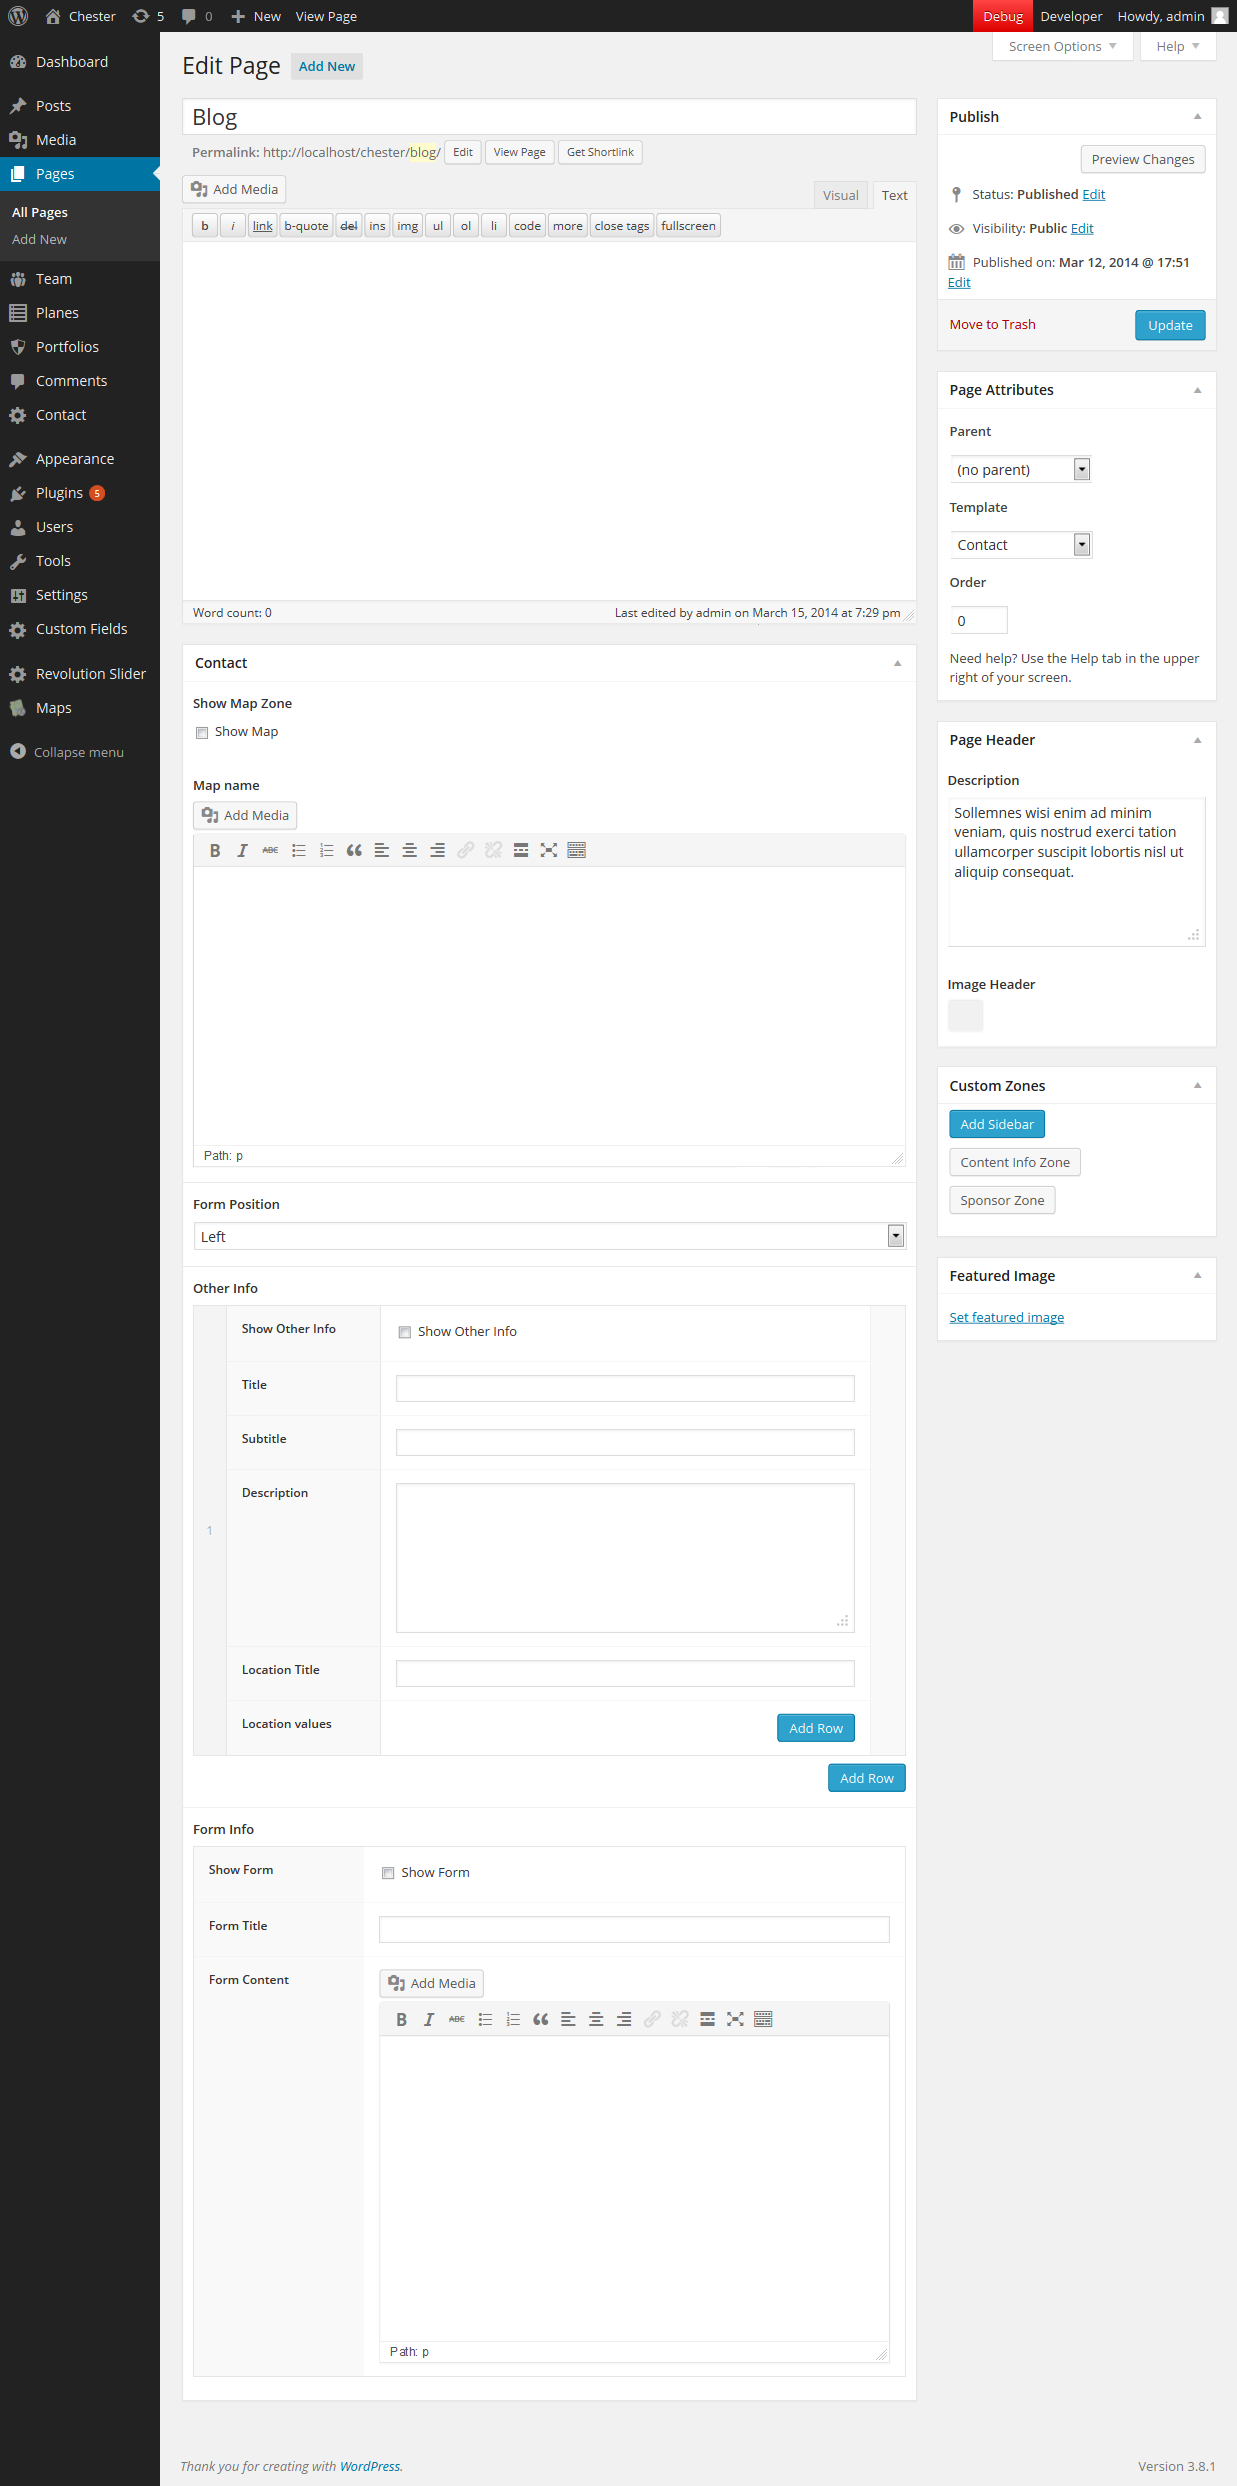 Chester 5 0 New View Page Debug Developer Howdy, admin
Screen Options Help
Dashboard
Posts
Media
Pages
All Pages
Add New
Team
Planes
Portfolios
Comments
Contact
Appearance
Plugins 5
Users
Tools
Settings
Custom Fields
Revolution Slider
Maps
Collapse menu
Edit Page Add New
Blog
Permalink: http://localhost/chester/blog/ Edit View Page Get Shortlink
Add Media
Visual Text
b i link b-quote del ins img ul ol li code more close tags fullscreen
Word count: 0 Last edited by admin on March 15, 2014 at 7:29 pm
Contact
Show Map Zone
Show Map
Map name
Add Media
B I ABC
Path: p
Form Position
Left
Other Info
1
Show Other Info Show Other Info
Title
Subtitle
Description
Location Title
Location values Add Row
Add Row
Form Info
Show Form Show Form
Form Title
Form Content Add Media
B I ABC
Path: p
Publish
Preview Changes
Status: Published Edit
Visibility: Public Edit
Published on: Mar 12, 2014 @ 17:51
Edit
Move to Trash Update
Page Attributes
Parent
(no parent)
Template
Contact
Order
0
Need help? Use the Help tab in the upper
right of your screen.
Page Header
Description
Sollemnes wisi enim ad minim
veniam, quis nostrud exerci tation
ullamcorper suscipit lobortis nisl ut
aliquip consequat.
Image Header
Custom Zones
Add Sidebar
Content Info Zone
Sponsor Zone
Featured Image
Set featured image
Thank you for creating with WordPress. Version 3.8.1